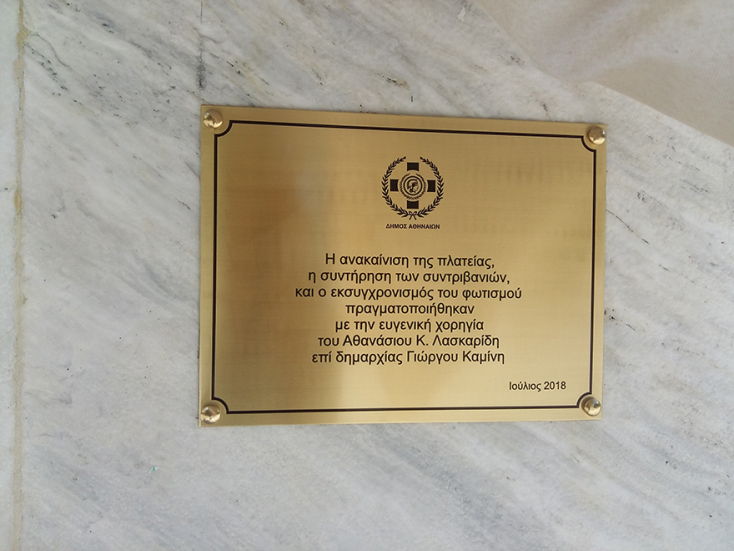 ΔΗΜΟΣ ΑΘΗΝΑΙΩΝ
Η ανακαίνιση της πλατείας,
η συντήρηση των συντριβανιών,
και ο εκσυγχρονισμός του φωτισμού
πραγματοποιήθηκαν
με την ευγενική χορηγία
του Αθανάσιου Κ. Λασκαρίδη
επί δημαρχίας Γιώργου Καμίνη
Ιούλιος 2018